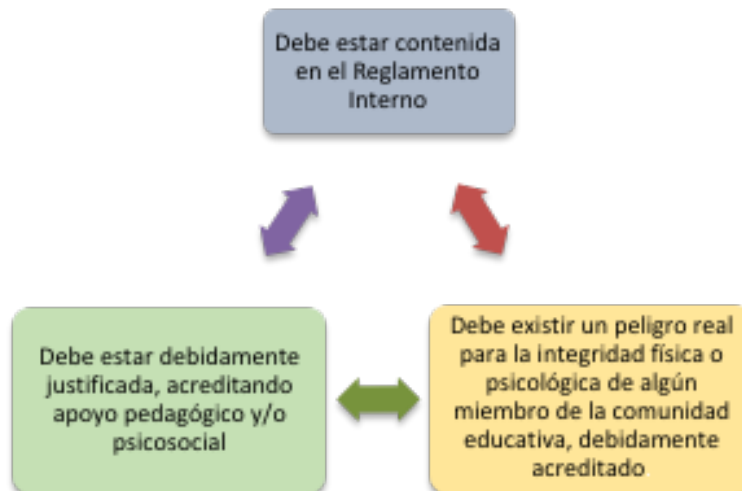 Debe estar contenida
en el Reglamento
Interno
Debe estar debidamente
justificada, acreditando
apoyo pedagógico y/o
psicosocial
Debe existir un peligro real
para la integridad física o
psicológica de algún
miembro de la comunidad
educativa, debidamente
acreditado.